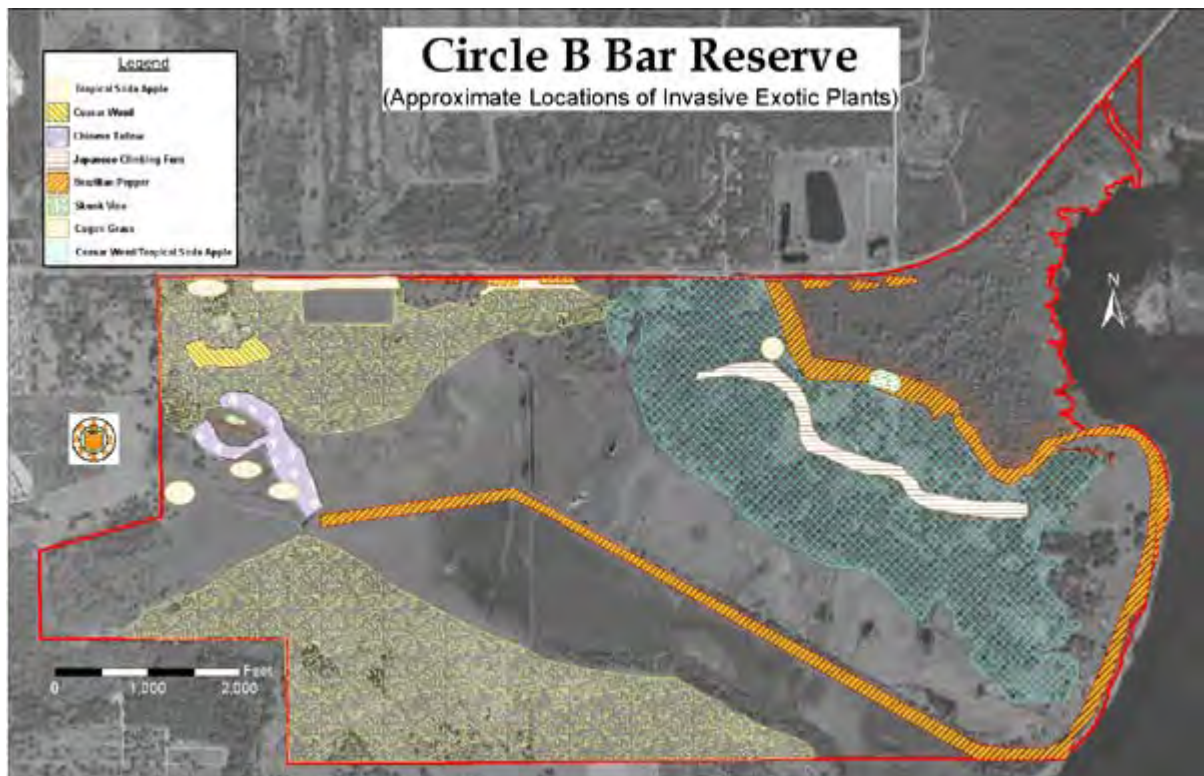 Circle B Bar Reserve
(Approximate Locations of Invasive Exotic Plants)
Legend
Tropical Soda Apple
Caesar Weed
Chinese Tallow
Japanese Climbing Fern
Brazilian Pepper
Skunk Vine
Cogon Grass
Caesar Weed/Tropical Soda Apple
N
Feet
0 1,000 2,000